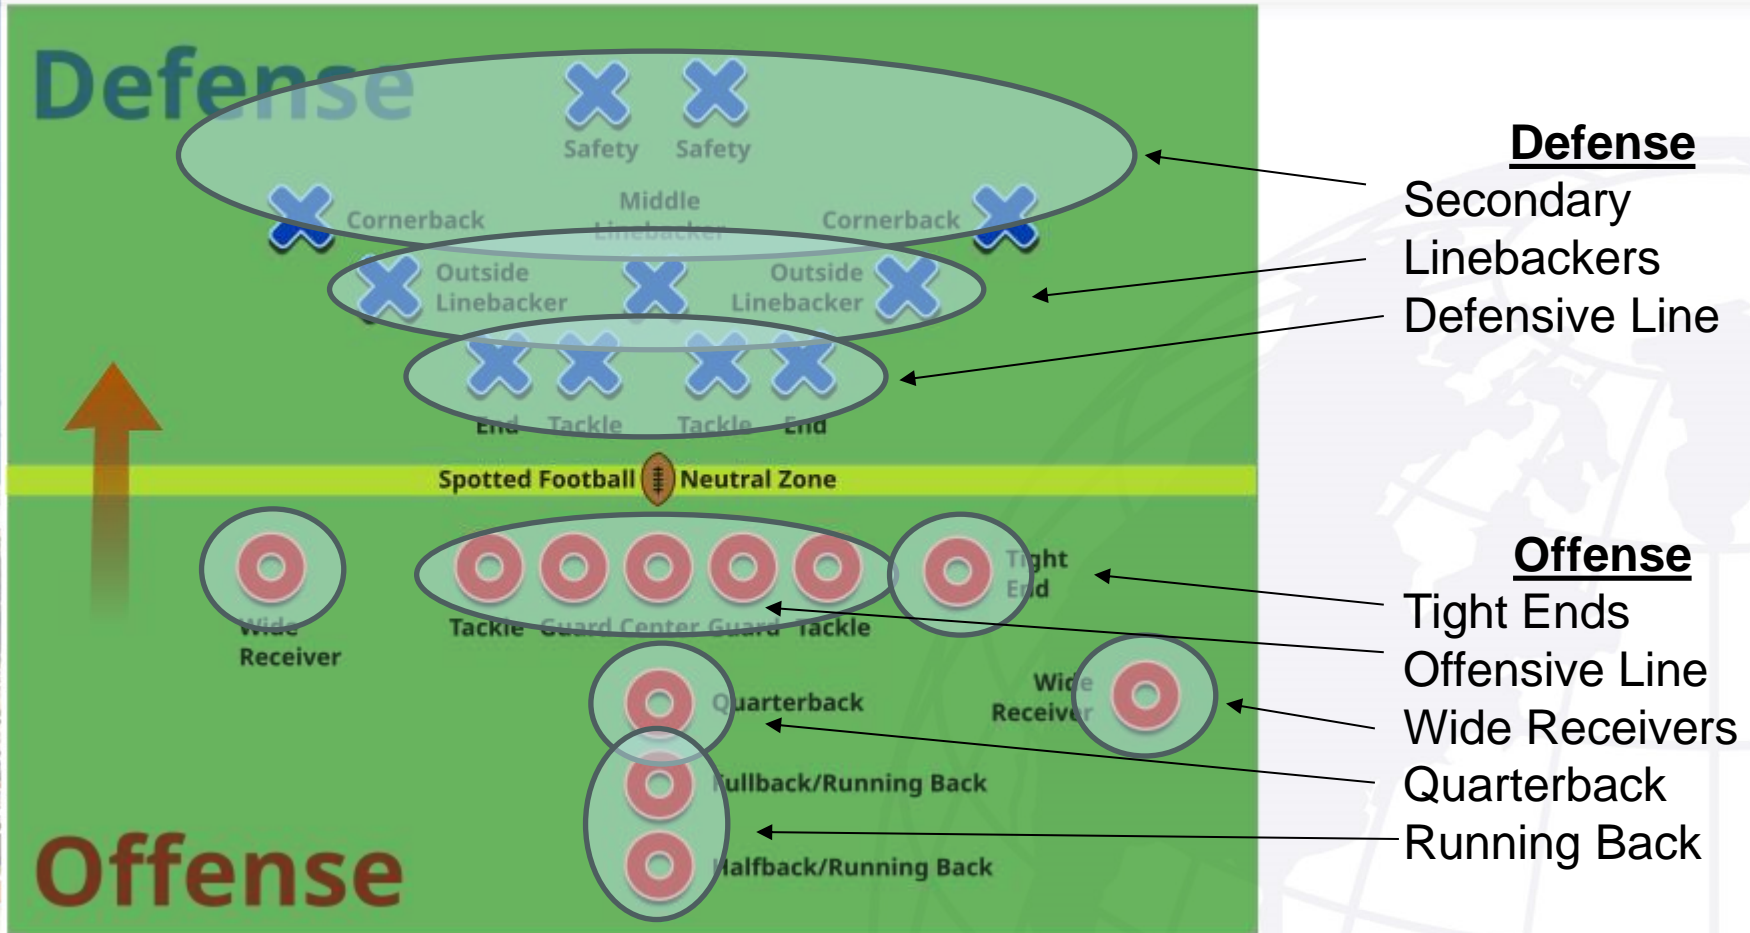 Defense
Safety Safety
Middle
Linebacker
Cornerback
Cornerback
Outside
Linebacker
Outside
Linebacker
End Tackle Tackle End
Spotted Football Neutral Zone
Wide
Receiver
Tackle Guard Center Guard Tackle
Tight
End
Quarterback
Wide
Receiver
Fullback/Running Back
Halfback/Running Back
Offense
Defense
Secondary
Linebackers
Defensive Line
Offense
Tight Ends
Offensive Line
Wide Receivers
Quarterback
Running Back